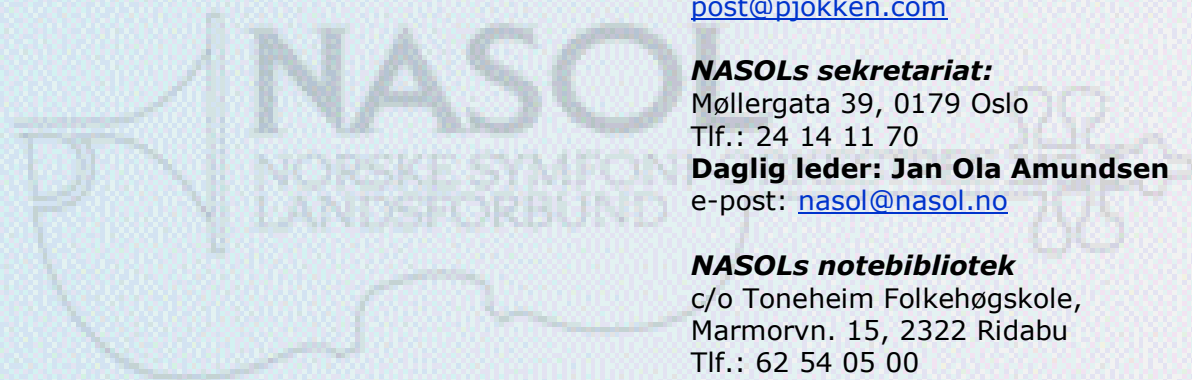 post@pjokken.com
NASOL
NORSKE SYMFON
LANDSFORBUND
NASOLs sekretariat:
Møllergata 39, 0179 Oslo
Tlf.: 24 14 11 70
Daglig leder: Jan Ola Amundsen
e-post: nasol@nasol.no
NASOLs notebibliotek
c/o Toneheim Folkehøgskole,
Marmorvn. 15, 2322 Ridabu
Tlf.: 62 54 05 00